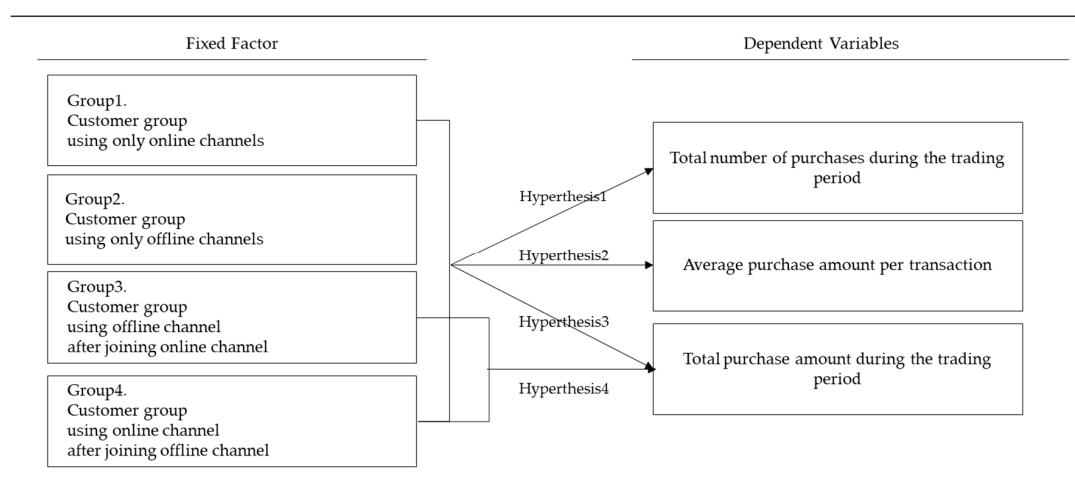 Fixed Factor
Dependent Variables
Group1.
Customer group
using only online channels
Group2.
Customer group
using only offline channels
Group3.
Customer group
using offline channel
after joining online channel
Group4.
Customer group
using online channel
after joining offline channel
Hyperthesis1
Hyperthesis2
Hyperthesis3
Hyperthesis4
Total number of purchases during the trading
period
Average purchase amount per transaction
Total purchase amount during the trading
period